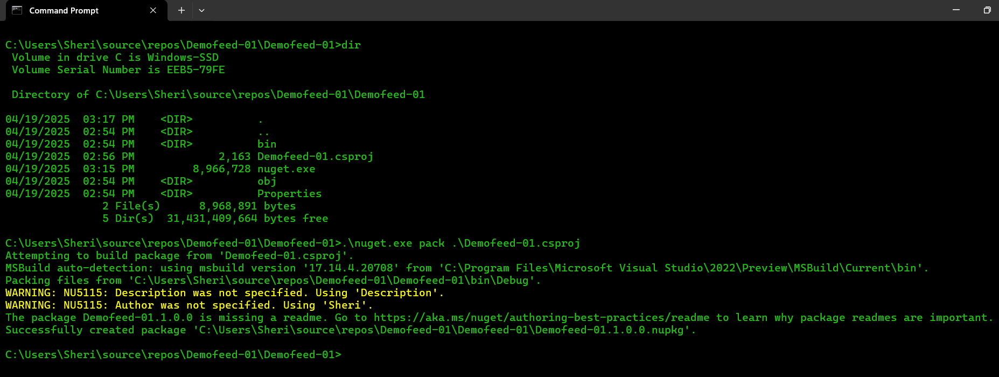 Command Prompt
C:\Users\Sheri\source\repos\Demofeed-01\Demofeed-01>dir
 Volume in drive C is Windows-SSD
 Volume Serial Number is EEB5-79FE
 Directory of C:\Users\Sheri\source\repos\Demofeed-01\Demofeed-01
04/19/2025  03:17 PM    <DIR>          .
04/19/2025  02:54 PM    <DIR>          ..
04/19/2025  02:54 PM    <DIR>          bin
04/19/2025  02:56 PM             2,163 Demofeed-01.csproj
04/19/2025  03:15 PM         8,966,728 nuget.exe
04/19/2025  02:54 PM    <DIR>          obj
04/19/2025  02:54 PM    <DIR>          Properties
               2 File(s)      8,968,891 bytes
               5 Dir(s)  31,431,409,664 bytes free
C:\Users\Sheri\source\repos\Demofeed-01\Demofeed-01>.\nuget.exe pack .\Demofeed-01.csproj
Attempting to build package from 'Demofeed-01.csproj'.
MSBuild auto-detection: using msbuild version '17.14.4.20708' from 'C:\Program Files\Microsoft Visual Studio\2022\Preview\MSBuild\Current\bin'.
Packing files from 'C:\Users\Sheri\source\repos\Demofeed-01\Demofeed-01\bin\Debug'.
WARNING: NU5115: Description was not specified. Using 'Description'.
WARNING: NU5115: Author was not specified. Using 'Sheri'.
The package Demofeed-01.1.0.0 is missing a readme. Go to https://aka.ms/nuget/authoring-best-practices/readme to learn why package readmes are important.
Successfully created package 'C:\Users\Sheri\source\repos\Demofeed-01\Demofeed-01\Demofeed-01.1.0.0.nupkg'.
C:\Users\Sheri\source\repos\Demofeed-01\Demofeed-01>